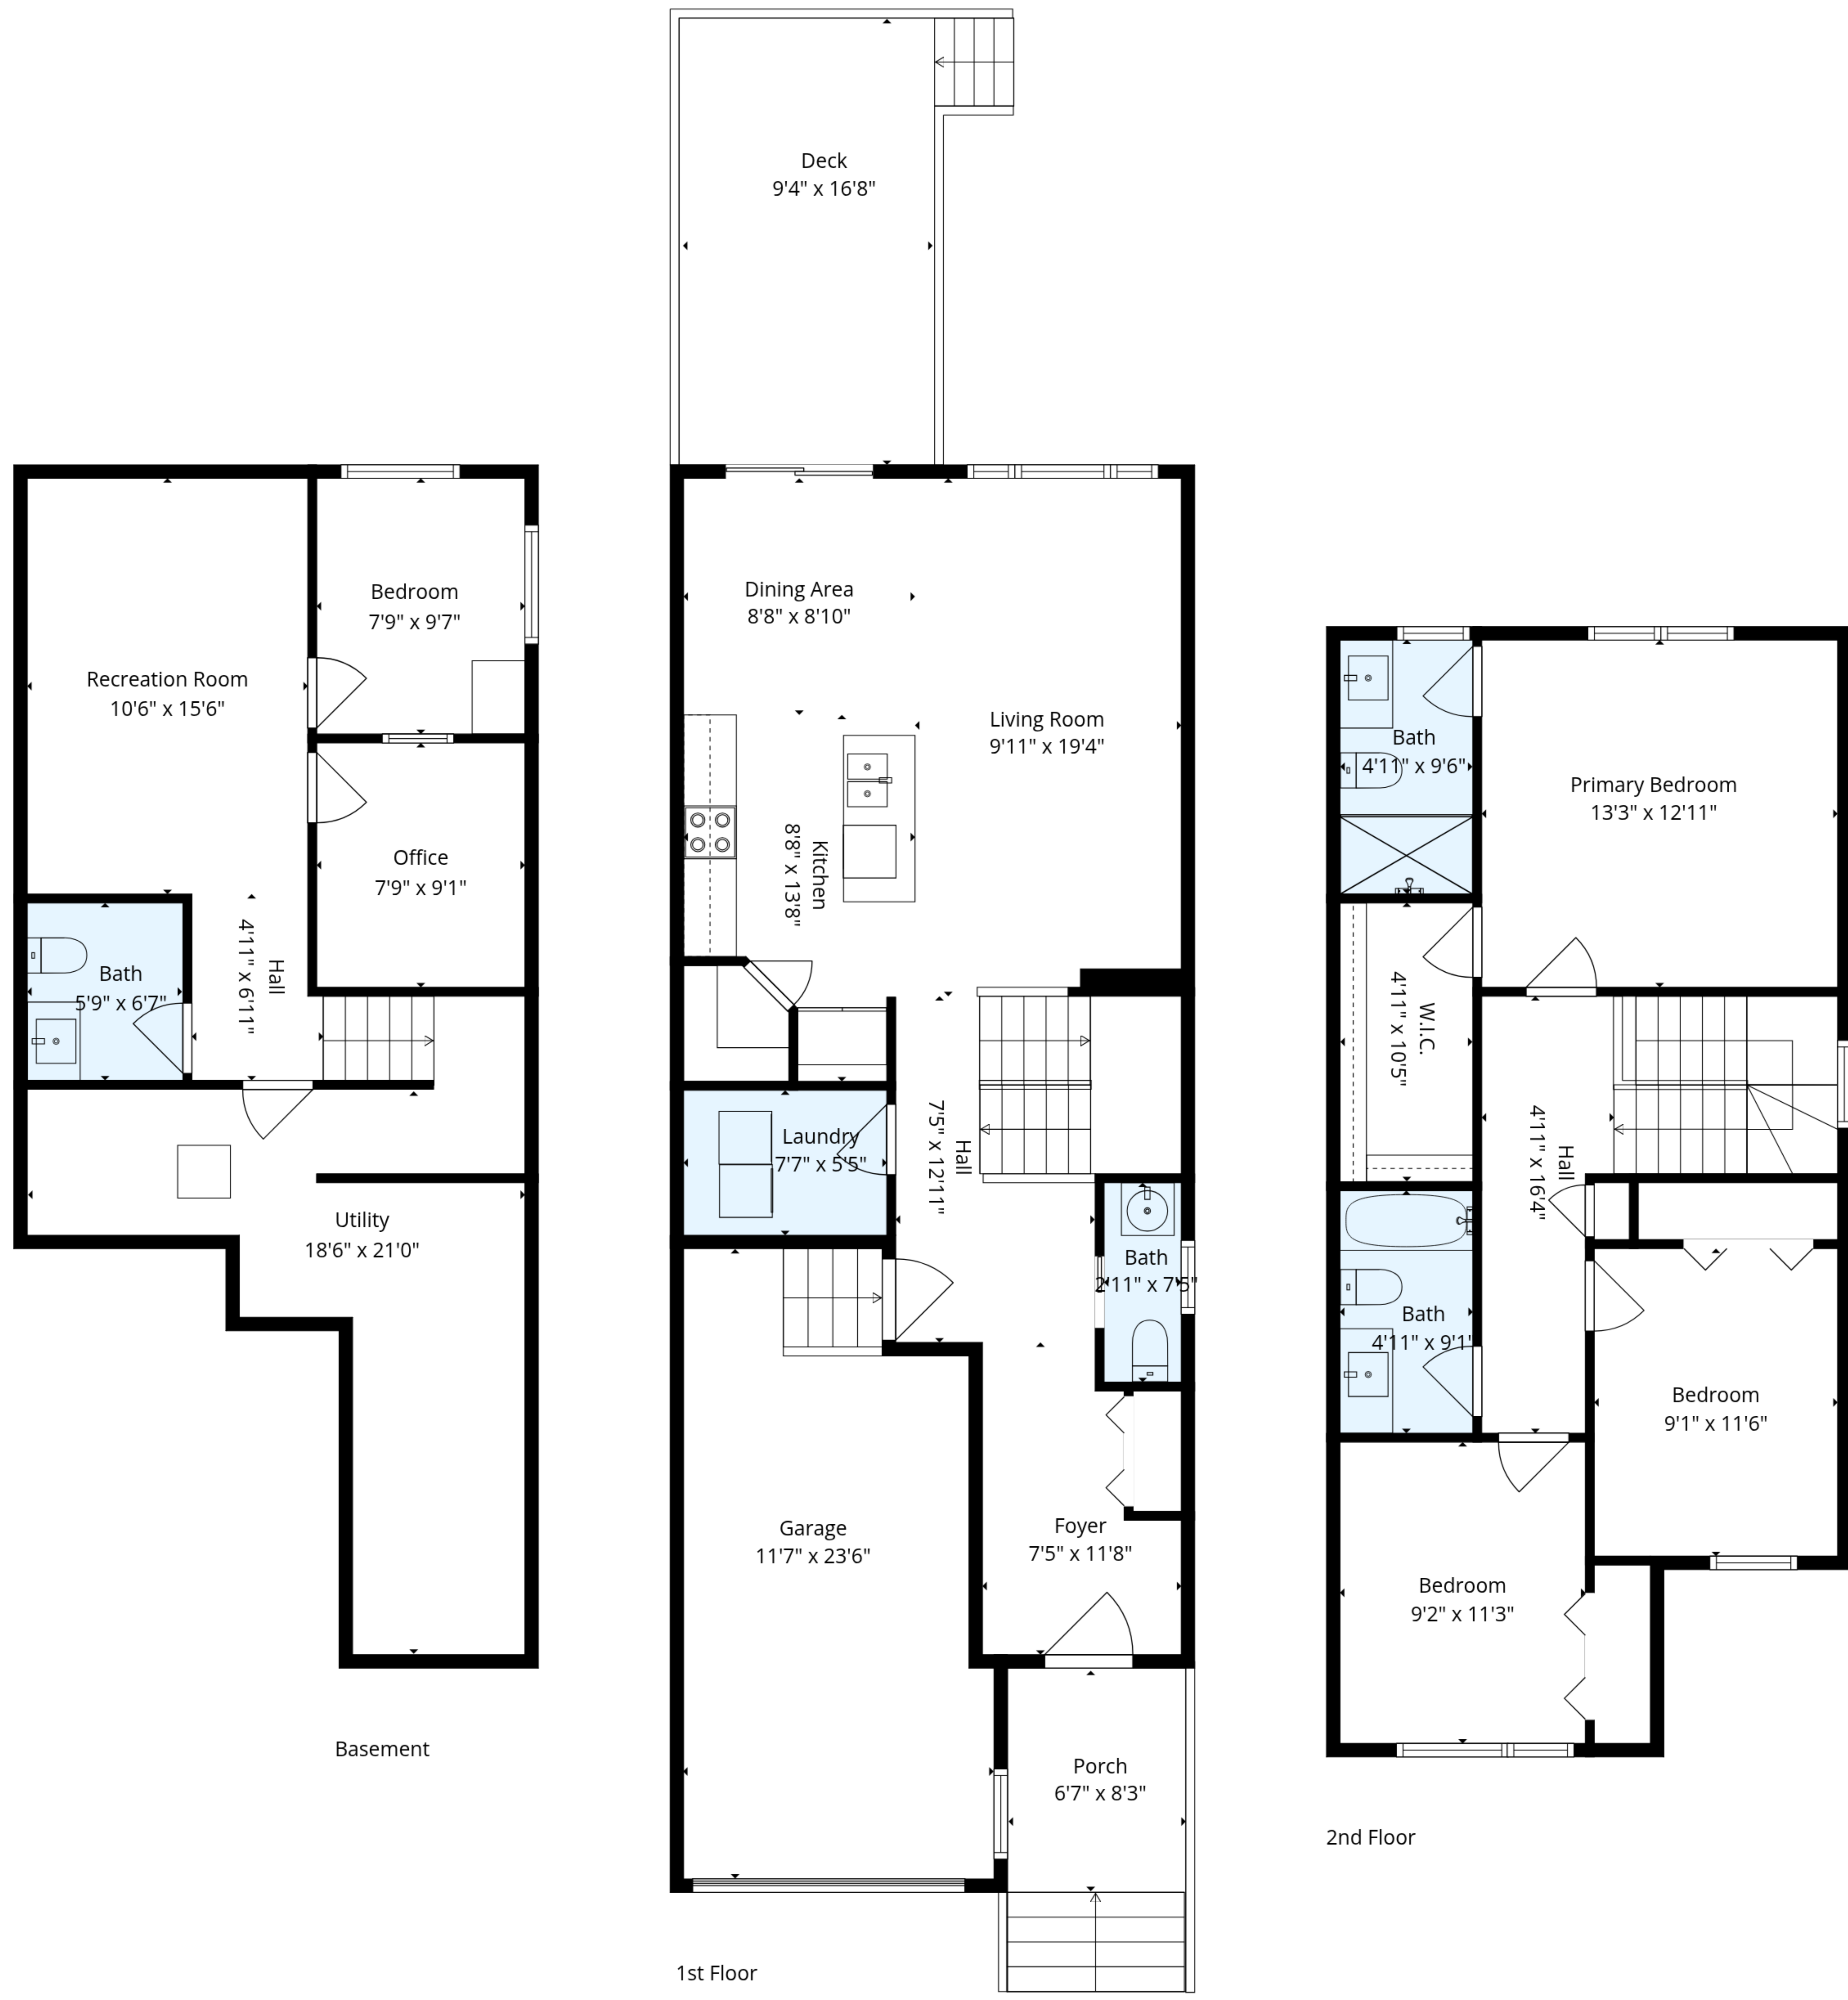 Deck
9'4" x 16'8"
Bedroom
7'9" x 9'7"
Recreation Room
10'6" x 15'6"
Office
7'9" x 9'1"
Bath
5'9" x 6'7"
Hall
4'11" x 6'11"
Utility
18'6" x 21'0"
Basement
Dining Area
8'8" x 8'10"
Living Room
9'11" x 19'4"
Kitchen
8'8" x 13'8"
Laundry
7'7" x 5'5"
Hall
7'5" x 12'11"
Bath
2'11" x 7'5"
Garage
11'7" x 23'6"
Foyer
7'5" x 11'8"
Porch
6'7" x 8'3"
1st Floor
Bath
4'11" x 9'6"
Primary Bedroom
13'3" x 12'11"
W.I.C.
4'11" x 10'5"
Hall
4'11" x 16'4"
Bath
4'11" x 9'1"
Bedroom
9'1" x 11'6"
Bedroom
9'2" x 11'3"
2nd Floor